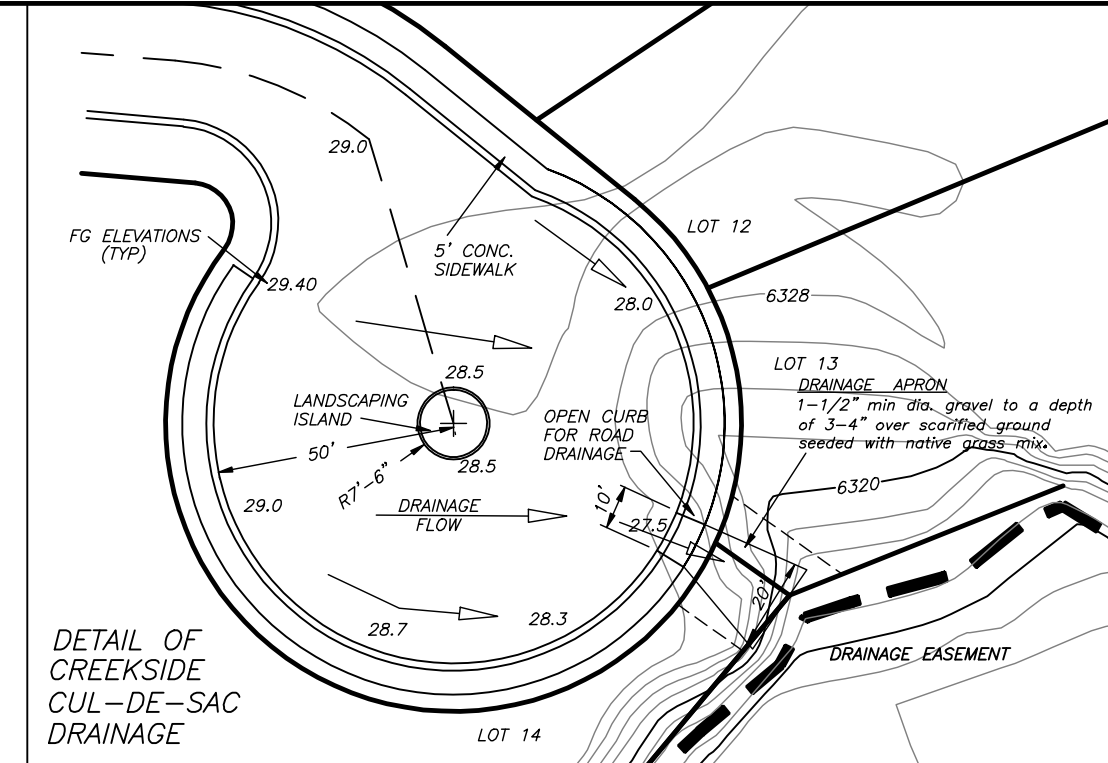 29.0
LOT 12
FG ELEVATIONS
(TYP)
5' CONC.
SIDEWALK
29.40
28.0
6328
LOT 13
28.5
DRAINAGE APRON
1-1/2" min dia. gravel to a depth
of 3-4" over scarified ground
seeded with native grass mix.
LANDSCAPING
ISLAND
OPEN CURB
FOR ROAD
DRAINAGE
50'
28.5
R7'-6"
6320
10'
29.0
DRAINAGE
FLOW
27.5
20'
28.7
28.3
DETAIL OF
CREEKSIDE
CUL-DE-SAC
DRAINAGE
DRAINAGE EASEMENT
LOT 14